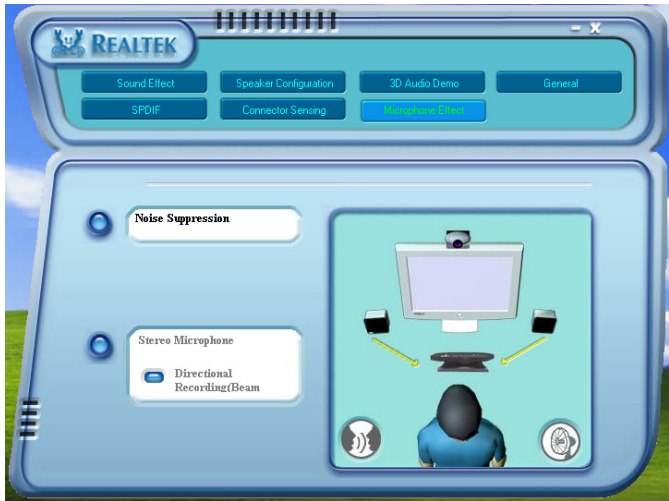 REALTEK
Sound Effect
Speaker Configuration
3D Audio Demo
General
SPDIF
Connector Sensing
Microphone Effect
Noise Suppression
Stereo Microphone
Directional
Recording(Beam